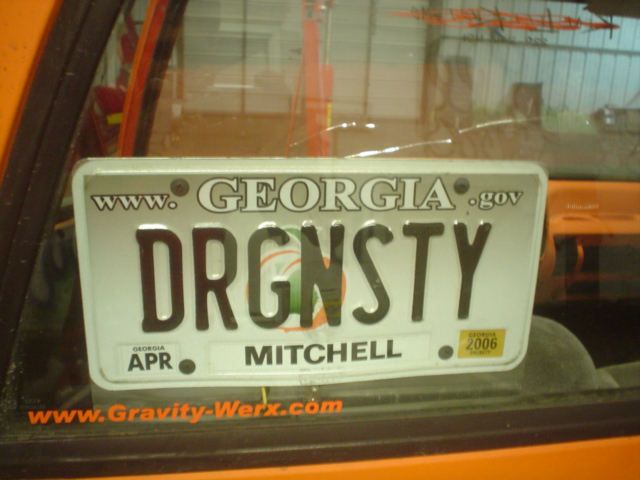 www. GEORGIA .gov
DRGNSTY
GEORGIA
APR
MITCHELL
GEORGIA
2006
www.Gravity-Werx.com